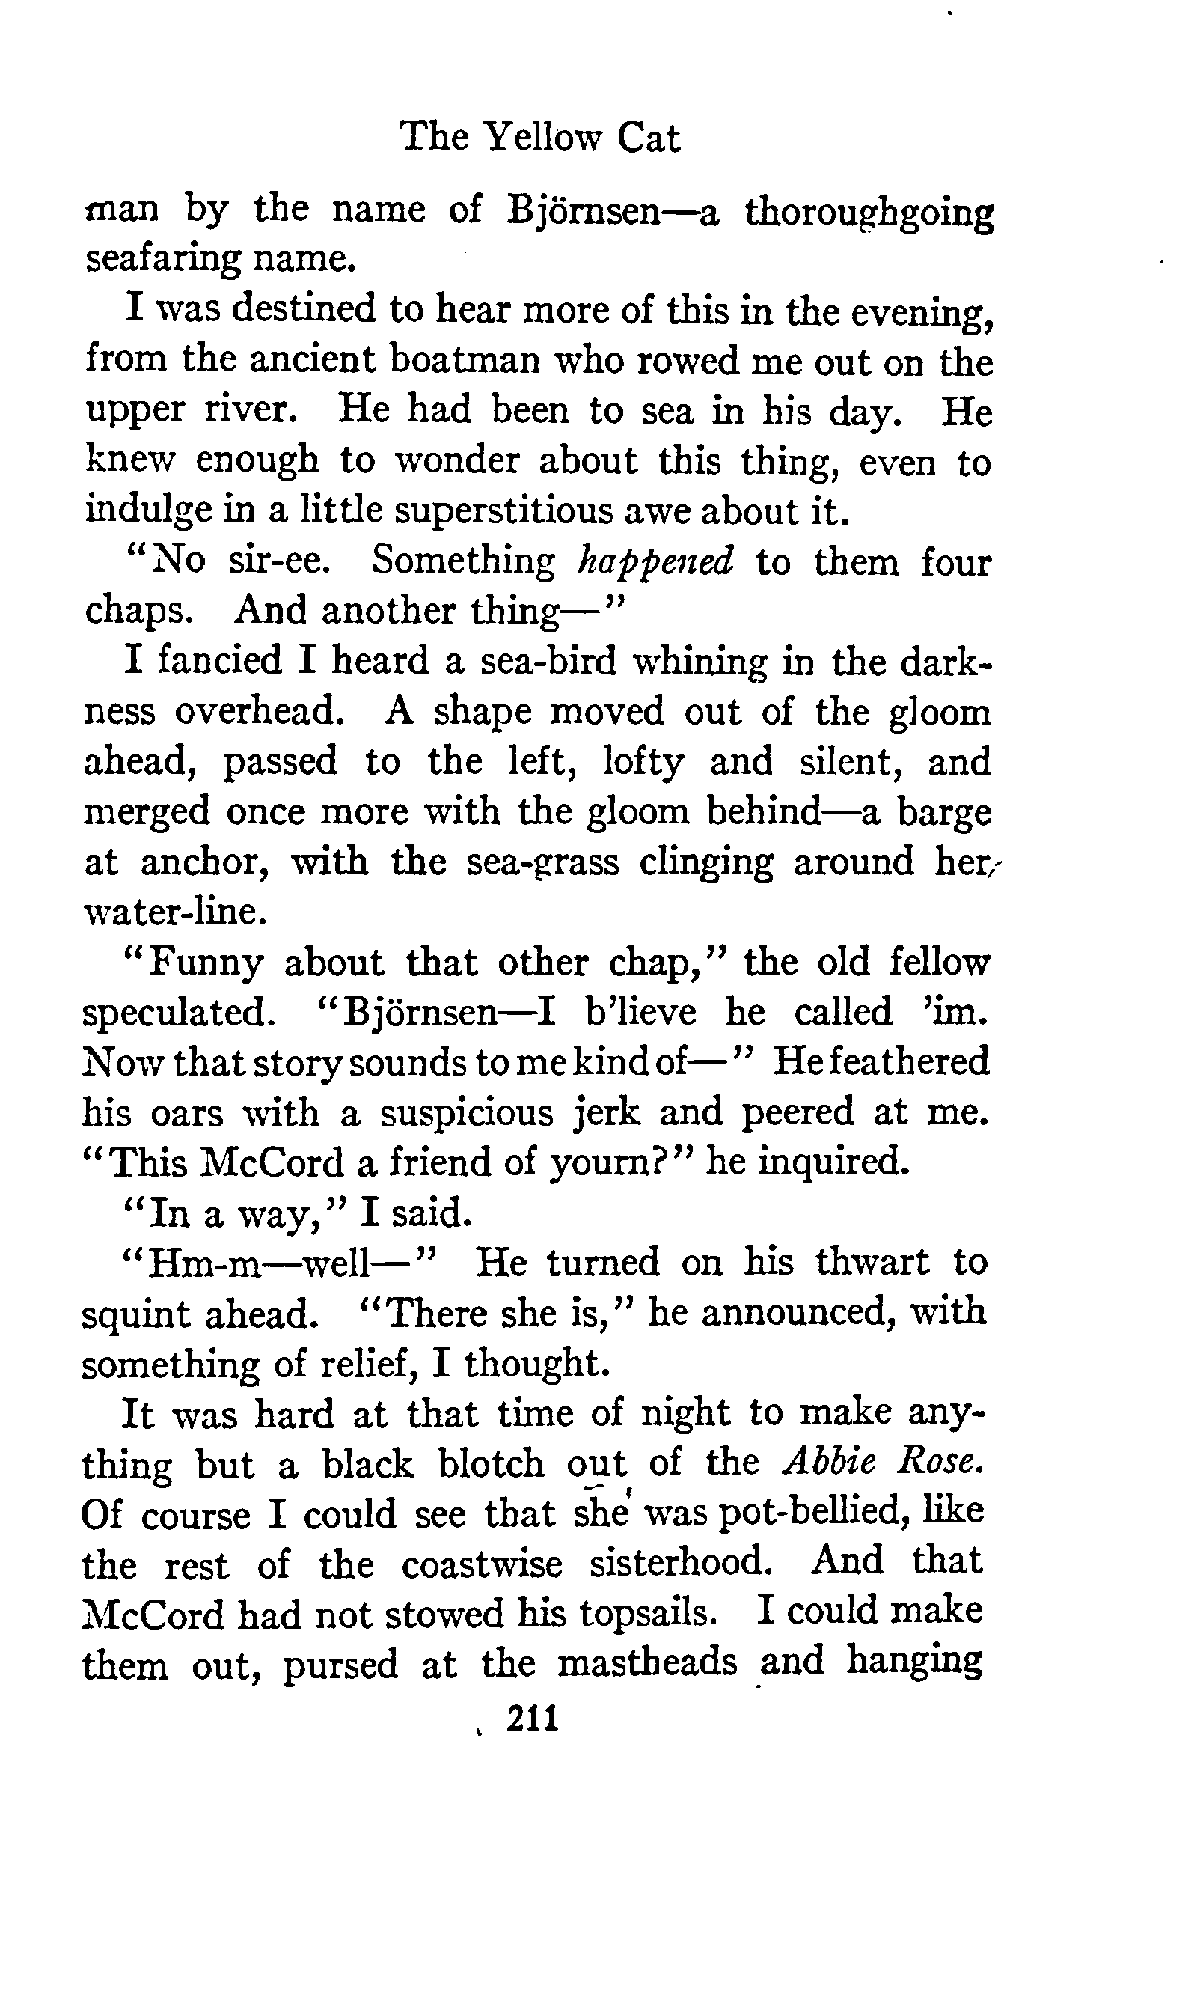 The Yellow Cat
man by the name of Björnsen—a thoroughgoing
seafaring name.
I was destined to hear more of this in the evening,
from the ancient boatman who rowed me out on the
upper river. He had been to sea in his day. He
knew enough to wonder about this thing, even to
indulge in a little superstitious awe about it.
"No sir-ee. Something happened to them four
chaps. And another thing—"
I fancied I heard a sea-bird whining in the dark-
ness overhead. A shape moved out of the gloom
ahead, passed to the left, lofty and silent, and
merged once more with the gloom behind—a barge
at anchor, with the sea-grass clinging around her
water-line.
"Funny about that other chap," the old fellow
speculated. "Björnsen—I b'lieve he called 'im.
Now that story sounds to me kind of—" He feathered
his oars with a suspicious jerk and peered at me.
"This McCord a friend of yourn?" he inquired.
"In a way," I said.
"Hm-m—well—" He turned on his thwart to
squint ahead. "There she is," he announced, with
something of relief, I thought.
It was hard at that time of night to make any-
thing but a black blotch out of the Abbie Rose.
Of course I could see that she was pot-bellied, like
the rest of the coastwise sisterhood. And that
McCord had not stowed his topsails. I could make
them out, pursed at the mastheads and hanging
211